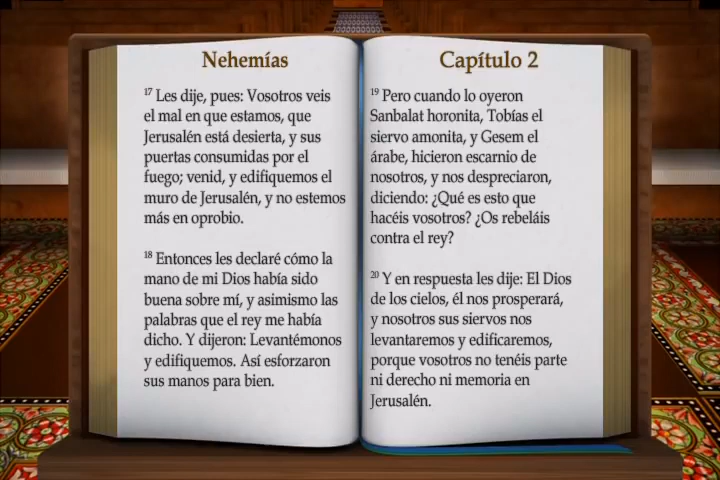 Nehemías
17 Les dije, pues: Vosotros veis
el mal en que estamos, que
Jerusalén está desierta, y sus
puertas consumidas por el
fuego; venid, y edifiquemos el
muro de Jerusalén, y no estemos
más en oprobio.
18 Entonces les declaré cómo la
mano de mi Dios había sido
buena sobre mí, y asimismo las
palabras que el rey me había
dicho. Y dijeron: Levantémonos
y edifiquemos. Así esforzaron
sus manos para bien.
Capítulo 2
19 Pero cuando lo oyeron
Sanbalat horonita, Tobías el
siervo amonita, y Gesem el
árabe, hicieron escarnio de
nosotros, y nos despreciaron,
diciendo: ¿Qué es esto que
hacéis vosotros? ¿Os rebeláis
contra el rey?
20 Y en respuesta les dije: El Dios
de los cielos, él nos prosperará,
y nosotros sus siervos nos
levantaremos y edificaremos,
porque vosotros no tenéis parte
ni derecho ni memoria en
Jerusalén.